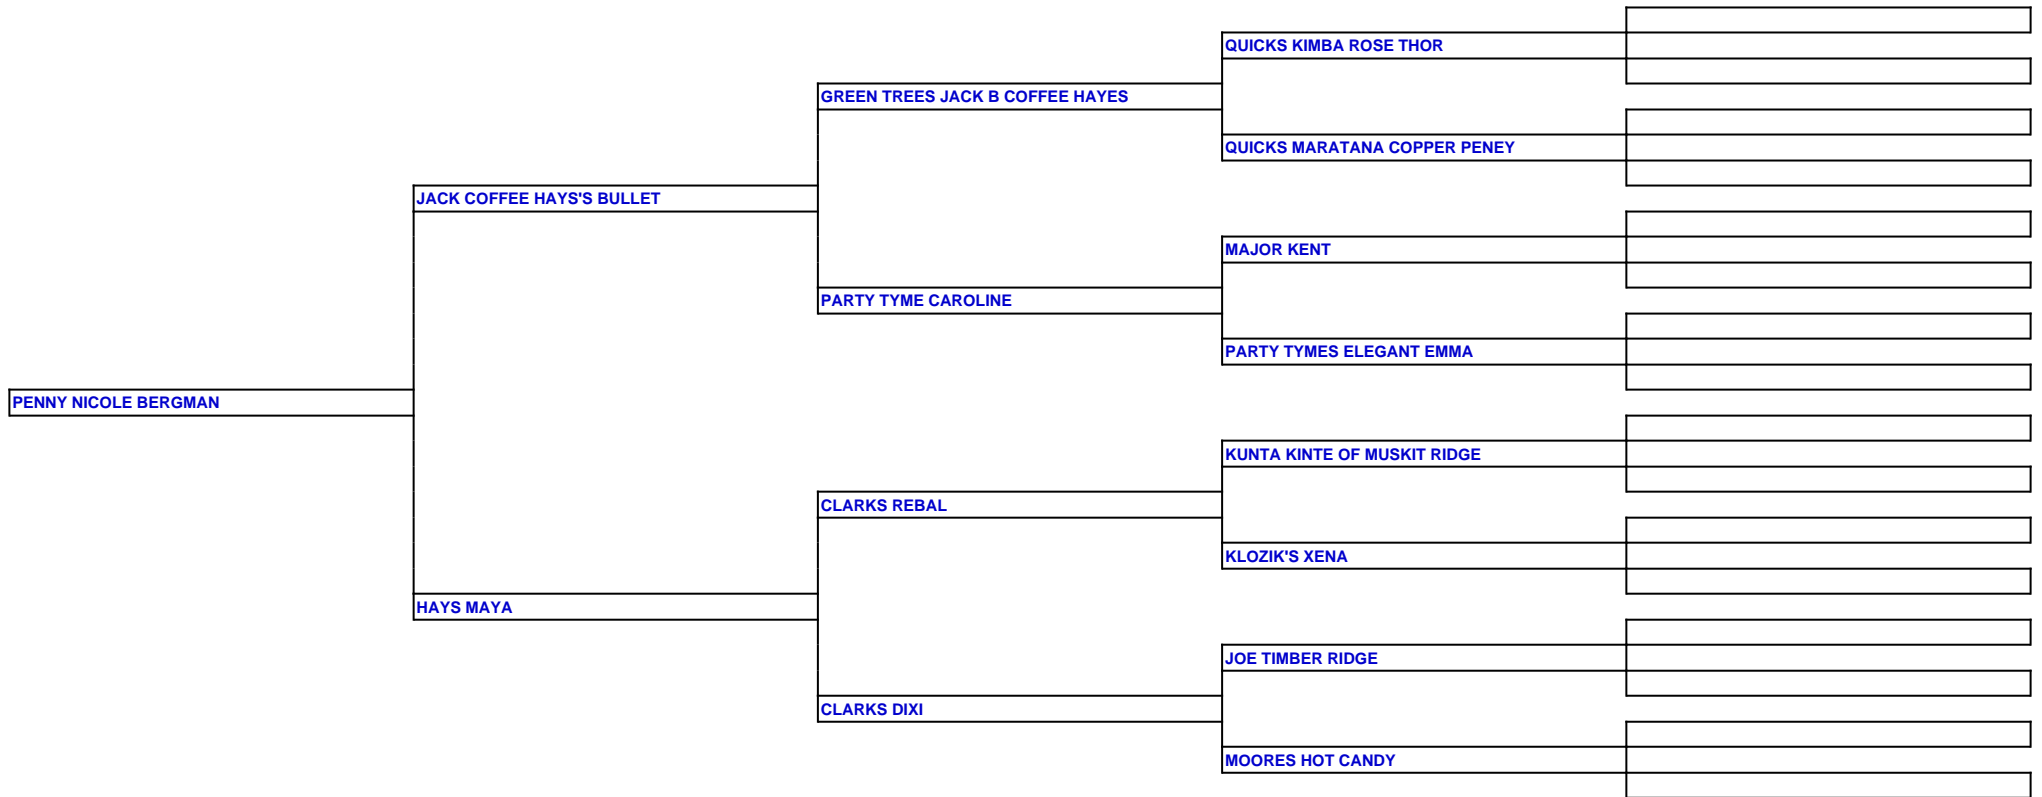 QUICKS KIMBA ROSE THOR
GREEN TREES JACK B COFFEE HAYES
QUICKS MARATANA COPPER PENEY
JACK COFFEE HAYS'S BULLET
MAJOR KENT
PARTY TYME CAROLINE
PARTY TYMES ELEGANT EMMA
PENNY NICOLE BERGMAN
KUNTA KINTE OF MUSKIT RIDGE
CLARKS REBAL
KLOZIK'S XENA
HAYS MAYA
JOE TIMBER RIDGE
CLARKS DIXI
MOORES HOT CANDY